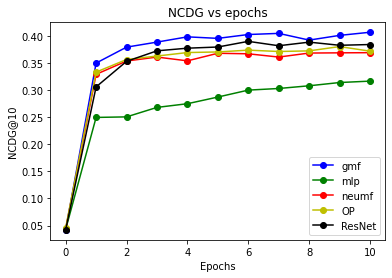 NCDG vs epochs
NCDG@10
0.40
0.35
0.30
0.25
0.20
0.15
0.10
0.05
gmf
mlp
neumf
OP
ResNet
0 2 4 6 8 10
Epochs